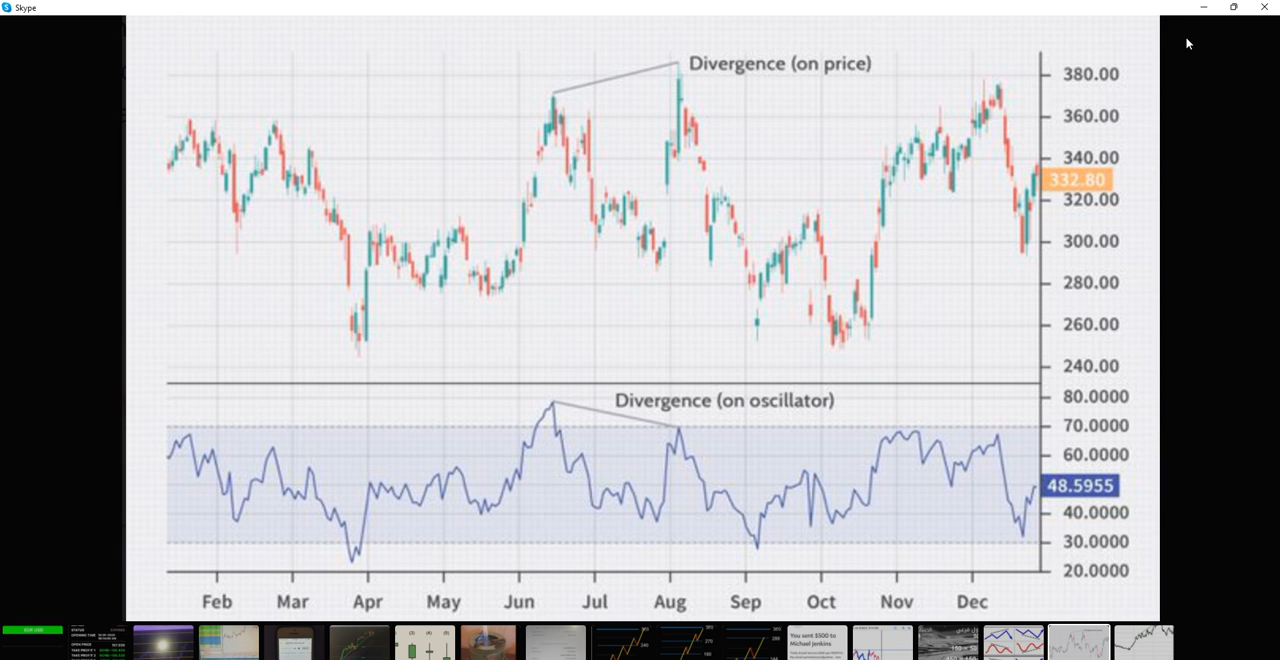 Skype
Divergence (on price)
380.00
360.00
340.00
332.80
320.00
300.00
280.00
260.00
240.00
Divergence (on oscillator)
80.0000
70.0000
60.0000
48.5955
40.0000
30.0000
20.0000
Feb Mar Apr May Jun Jul Aug Sep Oct Nov Dec
You sent $500 to
Michael Jenkins